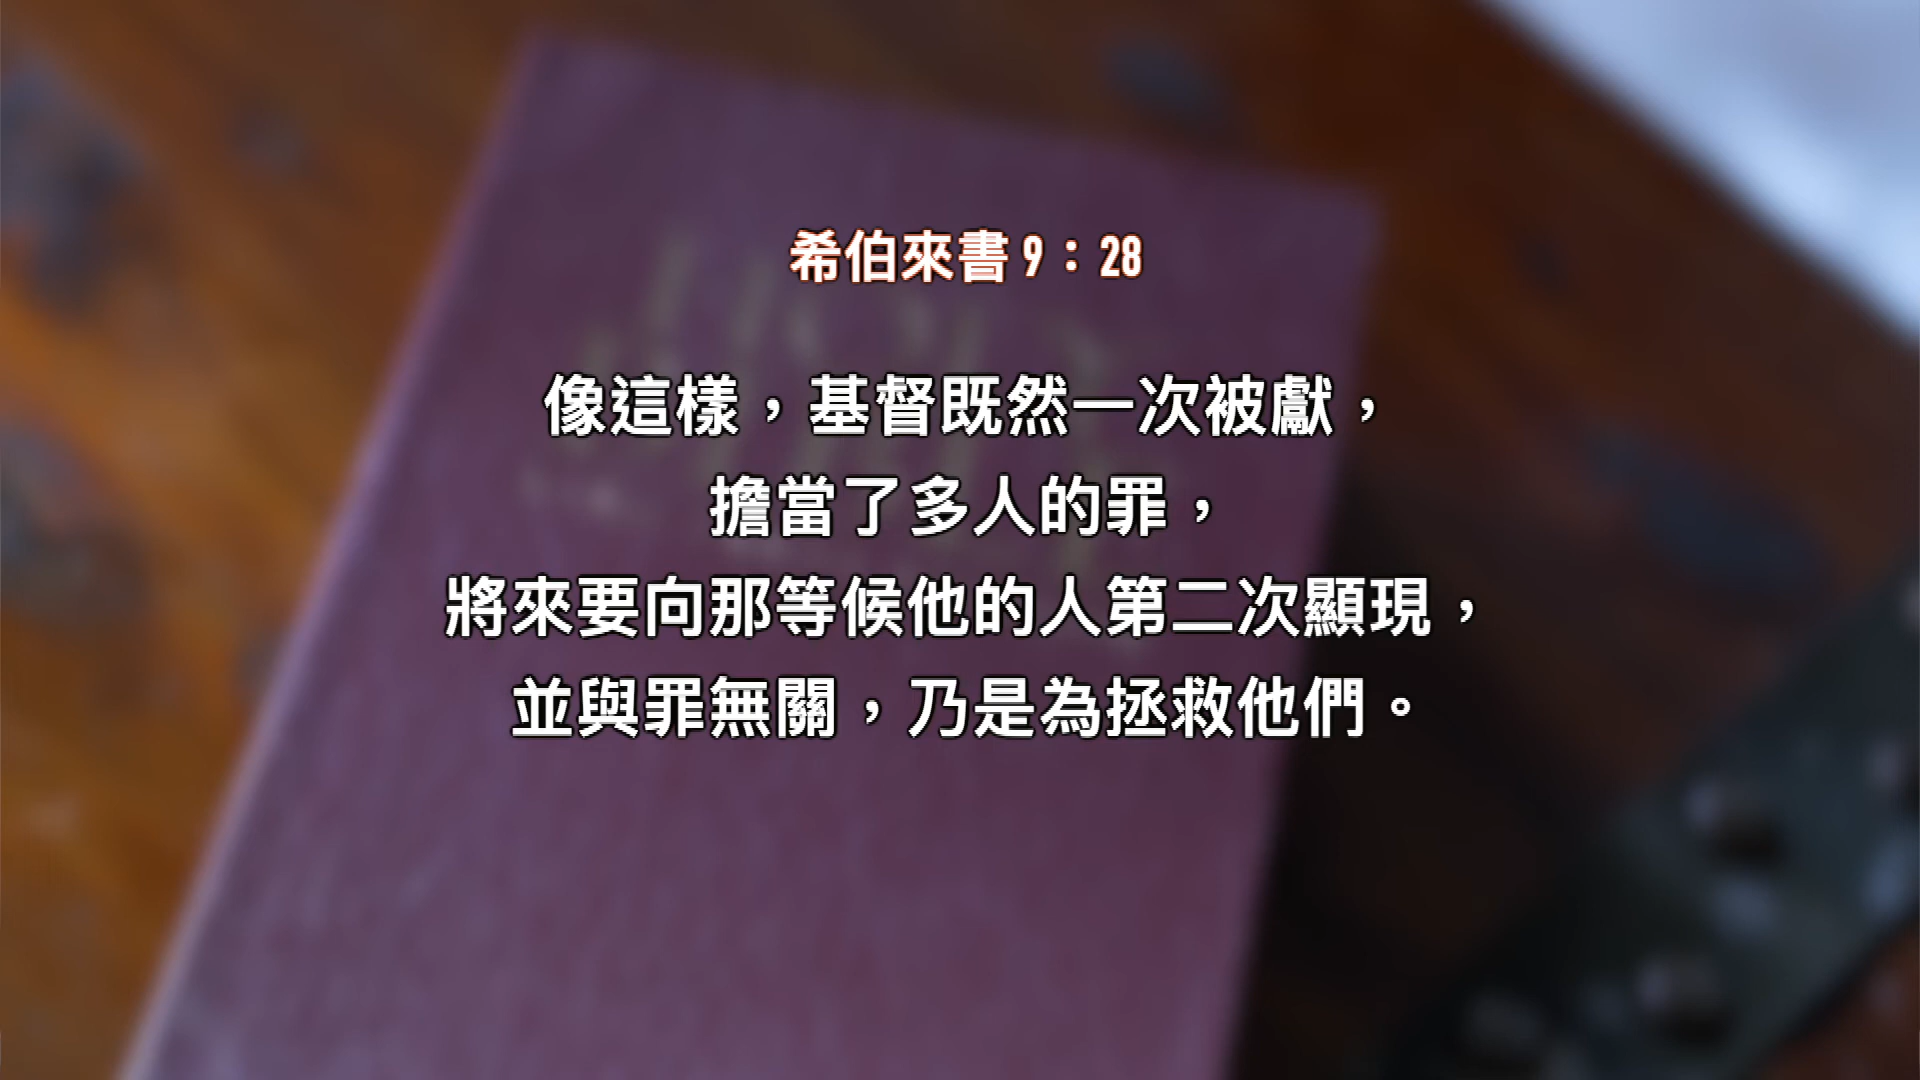 希伯來書 9：28
像這樣，基督既然一次被獻，
擔當了多人的罪，
將來要向那等候他的人第二次顯現，
並與罪無關，乃是為拯救他們。